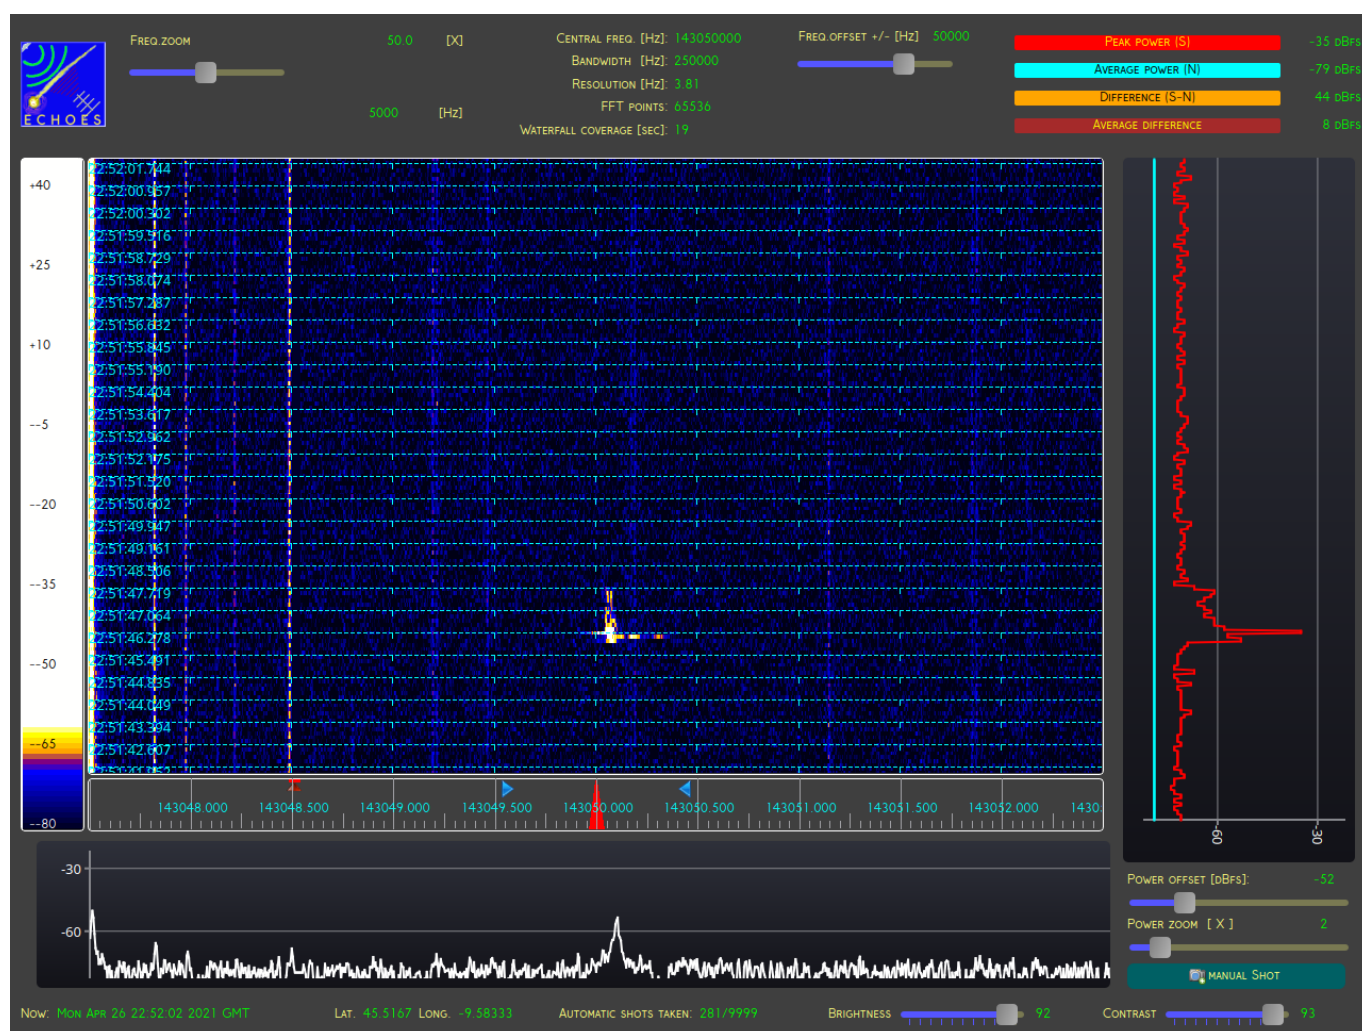 FREQ.ZOOM 50.0 [X]
5000 [Hz]
CENTRAL FREQ. [Hz]: 143050000
BANDWIDTH [Hz]: 250000
RESOLUTION [Hz]: 3.81
FFT POINTS: 65536
WATERFALL COVERAGE [SEC]: 19
FREQ.OFFSET +/- [Hz] 50000
PEAK POWER (S) -35 DBFS
AVERAGE POWER (N) -79 DBFS
DIFFERENCE (S-N) 44 DBFS
AVERAGE DIFFERENCE 8 DBFS
ECHOES
+40
+25
+10
--5
--20
--35
--50
--65
--80
22:52:01.744
22:52:00.957
22:52:00.302
22:51:59.516
22:51:58.729
22:51:58.074
22:51:57.287
22:51:56.632
22:51:55.845
22:51:55.190
22:51:54.404
22:51:53.617
22:51:52.962
22:51:52.175
22:51:51.520
22:51:50.602
22:51:49.947
22:51:49.161
22:51:48.506
22:51:47.719
22:51:47.064
22:51:46.278
22:51:45.491
22:51:44.835
22:51:44.049
22:51:43.394
22:51:42.607
143048.000 143048.500 143049.000 143049.500 143050.000 143050.500 143051.000 143051.500 143052.000 1430
-60 -30
-30
-60
POWER OFFSET [DBFS]: -52
POWER ZOOM [ X ] 2
MANUAL SHOT
NOW: MON APR 26 22:52:02 2021 GMT LAT. 45.5167 LONG. -9.58333 AUTOMATIC SHOTS TAKEN: 281/9999 BRIGHTNESS 92 CONTRAST 93